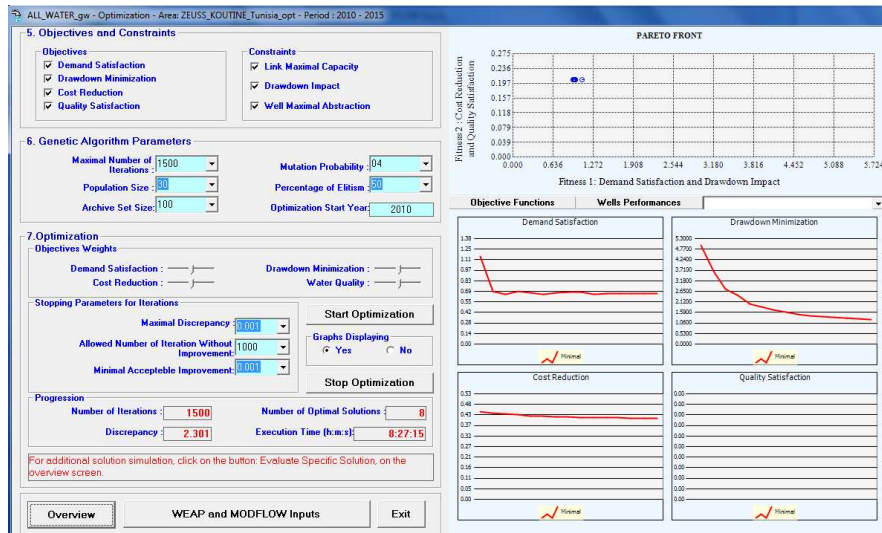 ALL_WATER_gw - Optimization - Area: ZEUSS_KOUTINE_Tunisia_opt - Period : 2010 - 2015
5. Objectives and Constraints
Objectives
Demand Satisfaction
Drawdown Minimization
Cost Reduction
Quality Satisfaction
Constraints
Link Maximal Capacity
Drawdown Impact
Well Maximal Abstraction
6. Genetic Algorithm Parameters
Maximal Number of Iterations : 1500
Mutation Probability : 04
Population Size : 30
Percentage of Elitism : 50
Archive Set Size: 100
Optimization Start Year: 2010
7.Optimization
Objectives Weights
Demand Satisfaction :
Drawdown Minimization :
Cost Reduction :
Water Quality :
Stopping Parameters for Iterations
Maximal Discrepancy : 0.001
Allowed Number of Iteration Without Improvement: 1000
Minimal Accepteble Improvement: 0.001
Start Optimization
Graphs Displaying
Yes No
Stop Optimization
Progression
Number of Iterations : 1500
Number of Optimal Solutions : 8
Discrepancy : 2.301
Execution Time (h:m:s): 8:27:15
For additional solution simulation, click on the button: Evaluate Specific Solution, on the
overview screen.
Overview
WEAP and MODFLOW Inputs
Exit
PARETO FRONT
Fitness 2 : Cost Reduction
and Quality Satisfaction
0.275
0.236
0.197
0.157
0.118
0.079
0.039
0.000
0.000 0.636 1.272 1.908 2.544 3.180 3.816 4.452 5.088 5.724
Fitness 1: Demand Satisfaction and Drawdown Impact
Objective Functions
Wells Performances
Demand Satisfaction
1.38
1.25
1.11
0.97
0.83
0.69
0.55
0.42
0.28
0.14
0.00
Minimal
Drawdown Minimization
5.3000
4.7700
4.2400
3.7100
3.1800
2.6500
2.1200
1.5900
1.0600
0.5300
0.0000
Minimal
Cost Reduction
0.53
0.48
0.43
0.37
0.32
0.27
0.21
0.16
0.11
0.05
0.00
Minimal
Quality Satisfaction
0.00
0.00
0.00
0.00
0.00
0.00
0.00
0.00
0.00
0.00
0.00
Minimal